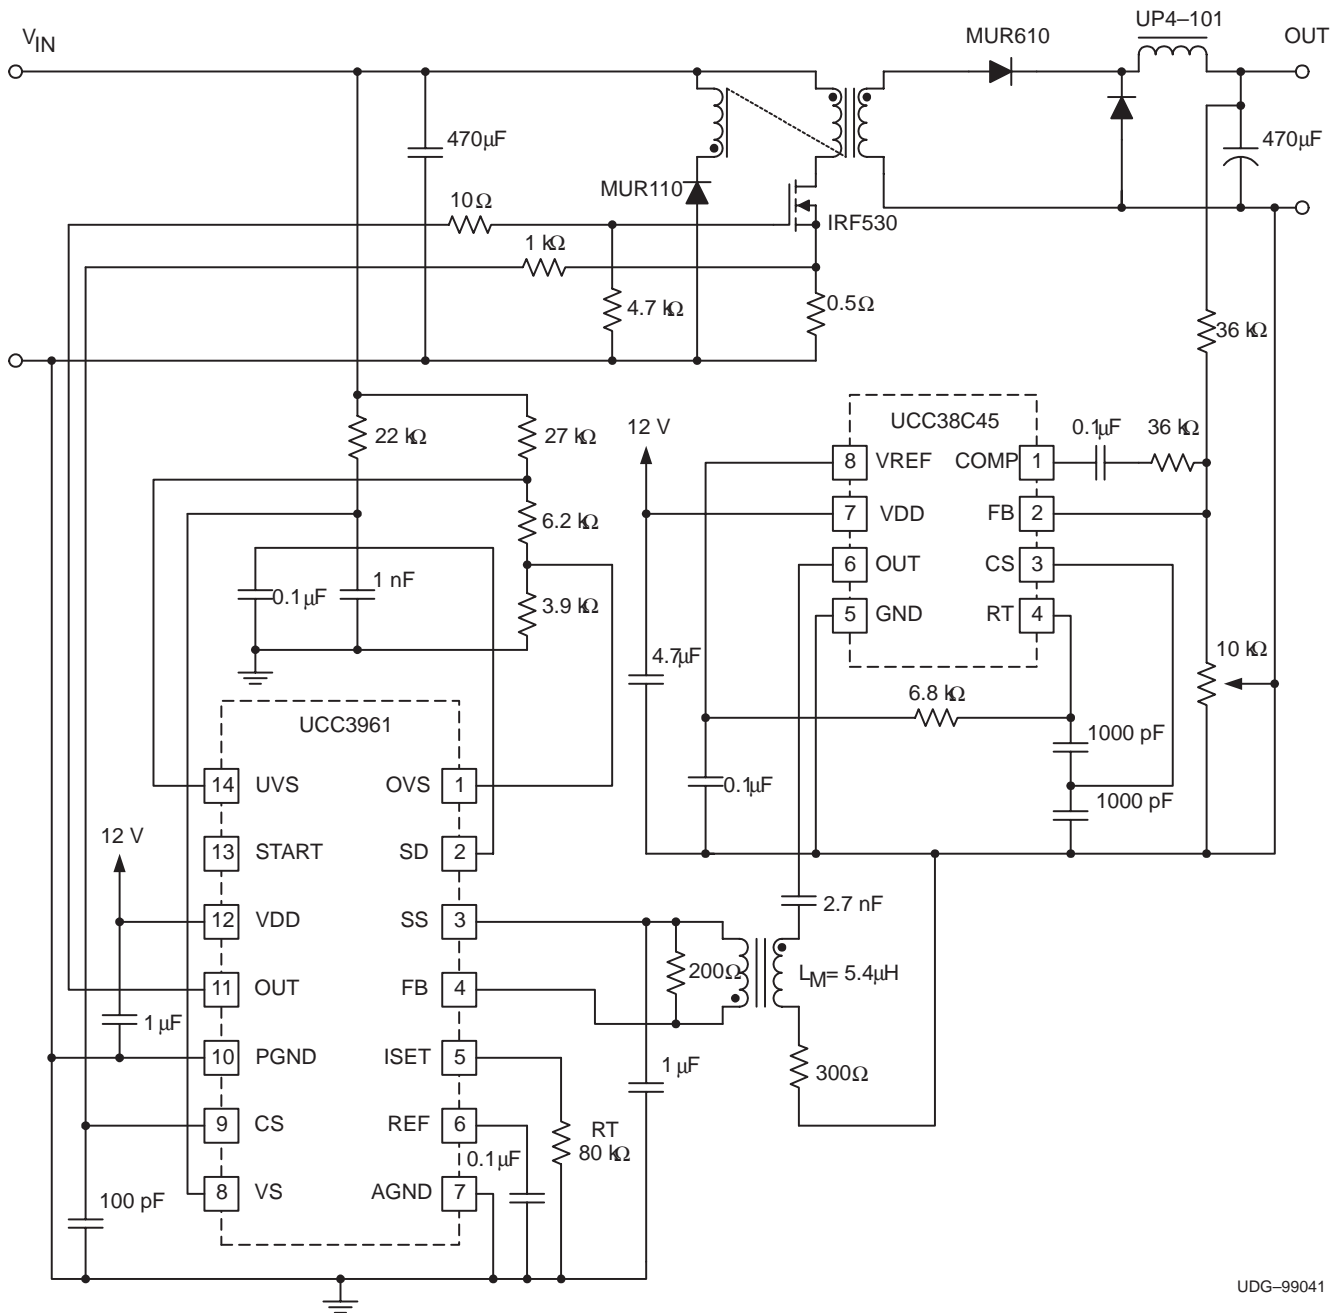 UP4–101
MUR610
OUT
VIN
470µF
470µF
MUR110
10Ω
IRF530
1 kΩ
4.7 kΩ
0.5Ω
36 kΩ
UCC38C45
12 V
0.1µF
36 kΩ
22 kΩ
27 kΩ
8 VREF COMP 1
7 VDD FB 2
6.2 kΩ
6 OUT CS 3
1 nF
0.1µF
3.9 kΩ
5 GND RT 4
4.7µF
10 kΩ
6.8 kΩ
UCC3961
1000 pF
14 UVS OVS 1
0.1µF
1000 pF
12 V
13 START SD 2
12 VDD SS 3
2.7 nF
200Ω
LM= 5.4µH
11 OUT FB 4
1 µF
10 PGND ISET 5
1 µF
300Ω
9 CS REF 6
RT
80 kΩ
0.1µF
100 pF
8 VS AGND 7
UDG–99041